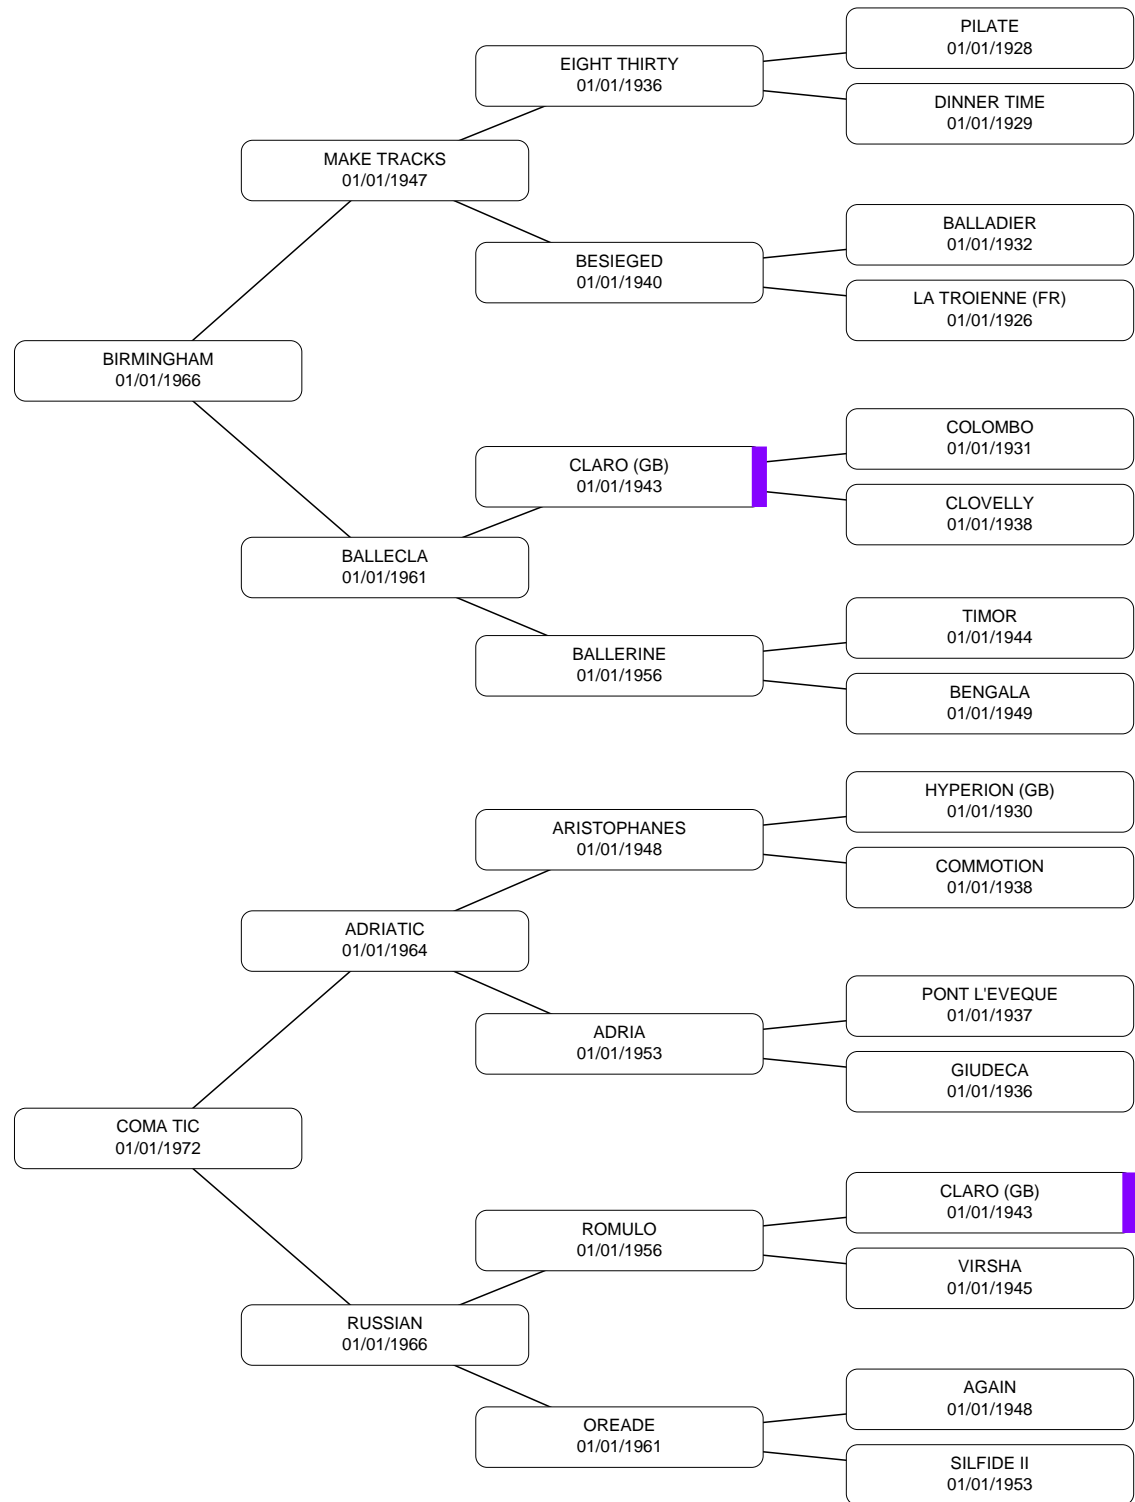 PILATE
01/01/1928
EIGHT THIRTY
01/01/1936
DINNER TIME
01/01/1929
MAKE TRACKS
01/01/1947
BALLADIER
01/01/1932
BESIEGED
01/01/1940
LA TROIENNE (FR)
01/01/1926
BIRMINGHAM
01/01/1966
COLOMBO
01/01/1931
CLARO (GB)
01/01/1943
CLOVELLY
01/01/1938
BALLECLA
01/01/1961
TIMOR
01/01/1944
BALLERINE
01/01/1956
BENGALA
01/01/1949
HYPERION (GB)
01/01/1930
ARISTOPHANES
01/01/1948
COMMOTION
01/01/1938
ADRIATIC
01/01/1964
PONT L'EVEQUE
01/01/1937
ADRIA
01/01/1953
GIUDECA
01/01/1936
COMA TIC
01/01/1972
CLARO (GB)
01/01/1943
ROMULO
01/01/1956
VIRSHA
01/01/1945
RUSSIAN
01/01/1966
AGAIN
01/01/1948
OREADE
01/01/1961
SILFIDE II
01/01/1953